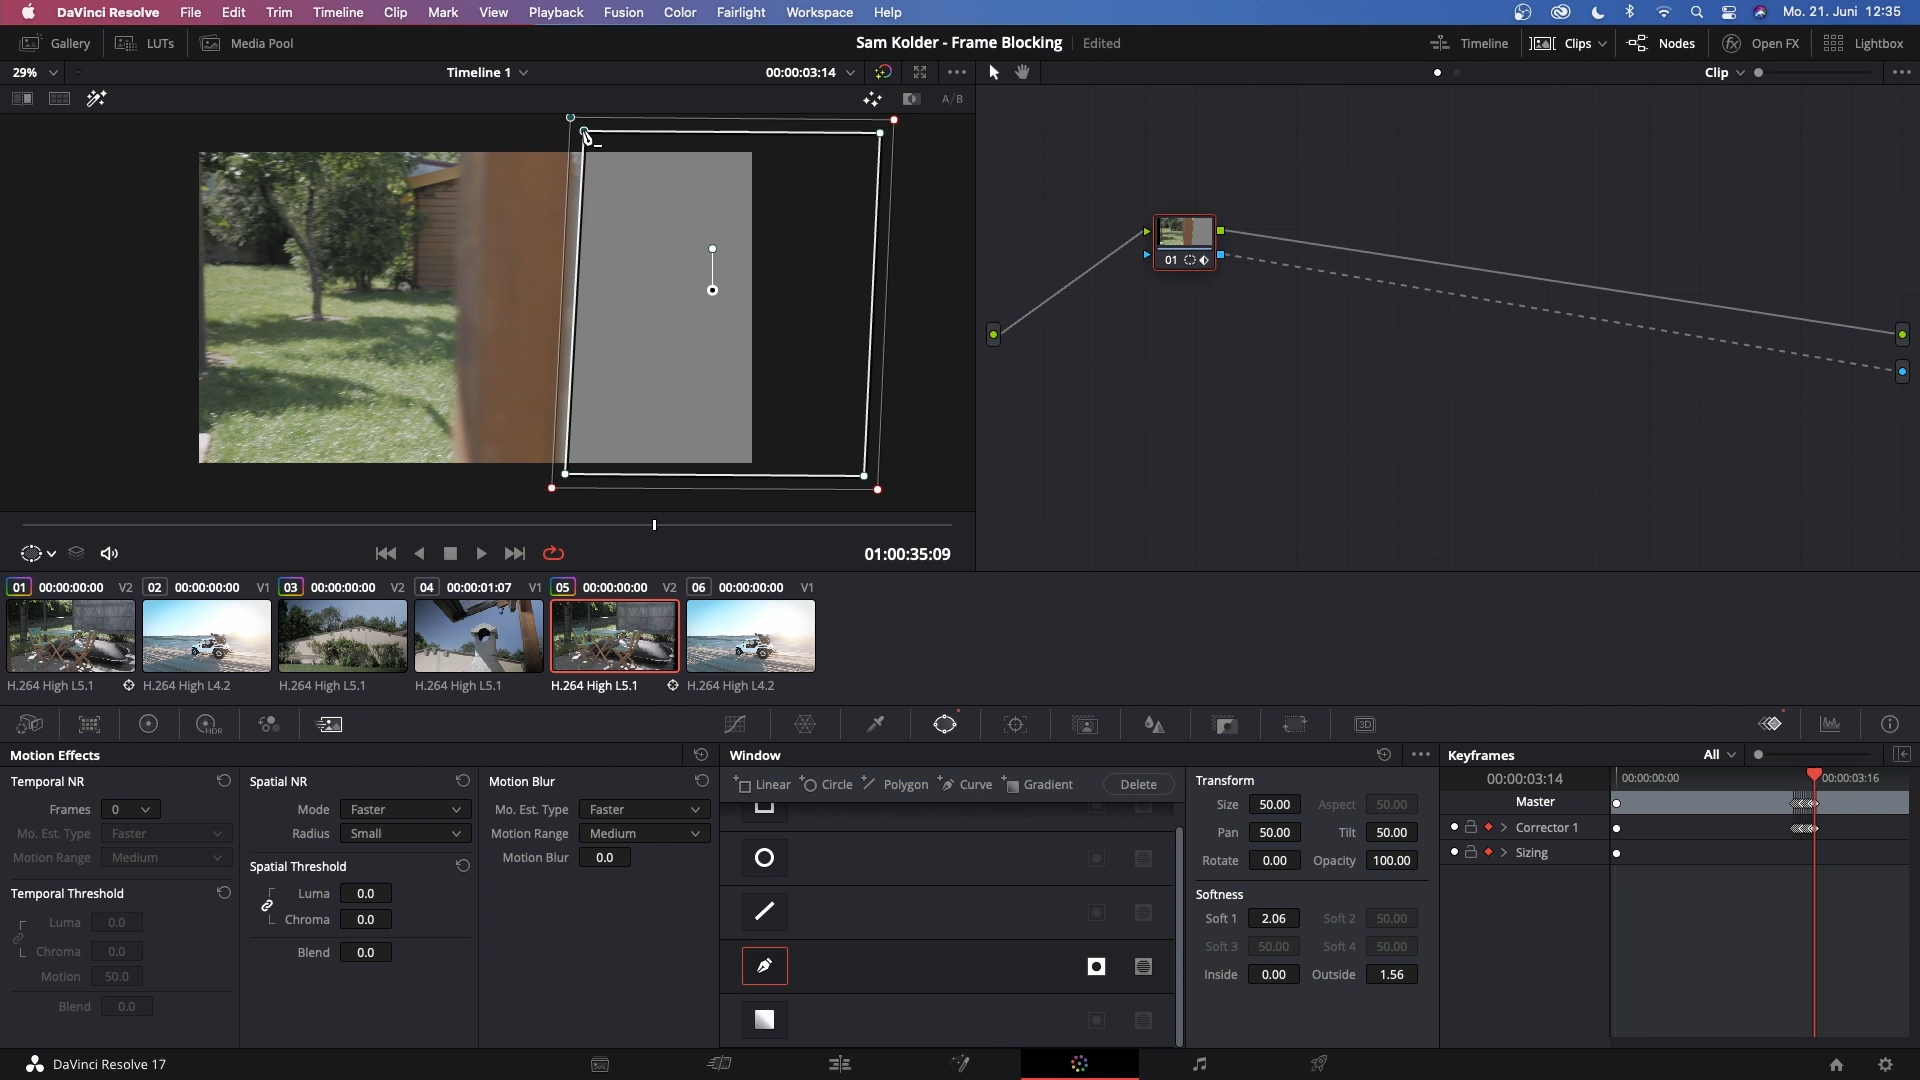 DaVinci Resolve File Edit Trim Timeline Clip Mark View Playback Fusion Color Fairlight Workspace Help Mo. 21. Juni 12:35
Gallery LUTs Media Pool Sam Kolder - Frame Blocking Edited Timeline Clips Nodes Open FX Lightbox
29% Timeline 1 00:00:03:14 Clip
A/B
01
01:00:35:09
01 00:00:00:00 V2 02 00:00:00:00 V1 03 00:00:00:00 V2 04 00:00:01:07 V1 05 00:00:00:00 V2 06 00:00:00:00 V1
H.264 High L5.1 H.264 High L4.2 H.264 High L5.1 H.264 High L5.1 H.264 High L5.1 H.264 High L4.2
HDR 3D
Motion Effects
Temporal NR
Frames 0
Mo. Est. Type Faster
Motion Range Medium
Temporal Threshold
Luma 0.0
Chroma 0.0
Motion 50.0
Blend 0.0
Spatial NR
Mode Faster
Radius Small
Spatial Threshold
Luma 0.0
Chroma 0.0
Blend 0.0
Motion Blur
Mo. Est. Type Faster
Motion Range Medium
Motion Blur 0.0
Window
Linear Circle Polygon Curve Gradient Delete
Transform
Size 50.00 Aspect 50.00
Pan 50.00 Tilt 50.00
Rotate 0.00 Opacity 100.00
Softness
Soft 1 2.06 Soft 2 50.00
Soft 3 50.00 Soft 4 50.00
Inside 0.00 Outside 1.56
Keyframes All
00:00:03:14 00:00:00:00 00:00:03:16
Master
Corrector 1
Sizing
DaVinci Resolve 17